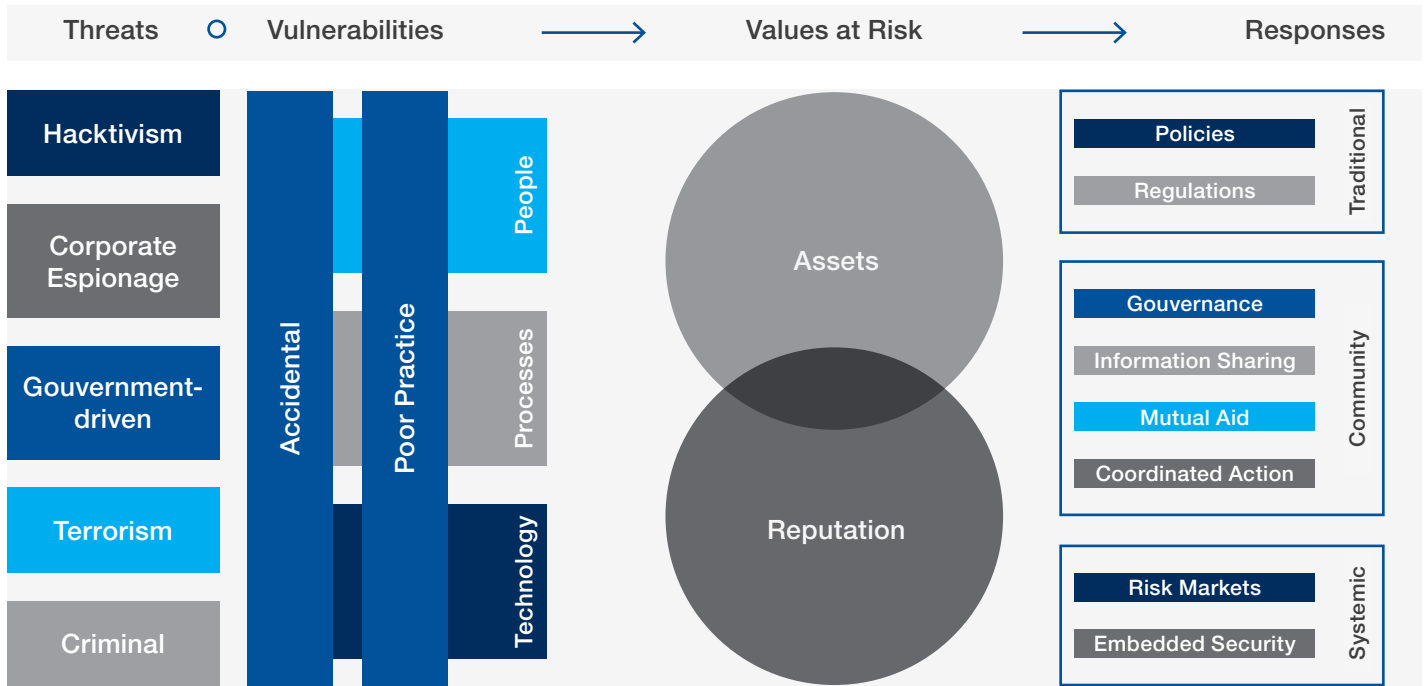 Threats
Vulnerabilities
Values at Risk
Responses
Hacktivism
Corporate
Espionage
Gouvernment-
driven
Terrorism
Criminal
Accidental
Poor Practice
People
Processes
Technology
Assets
Reputation
Policies
Regulations
Traditional
Gouvernance
Information Sharing
Mutual Aid
Coordinated Action
Community
Risk Markets
Embedded Security
Systemic